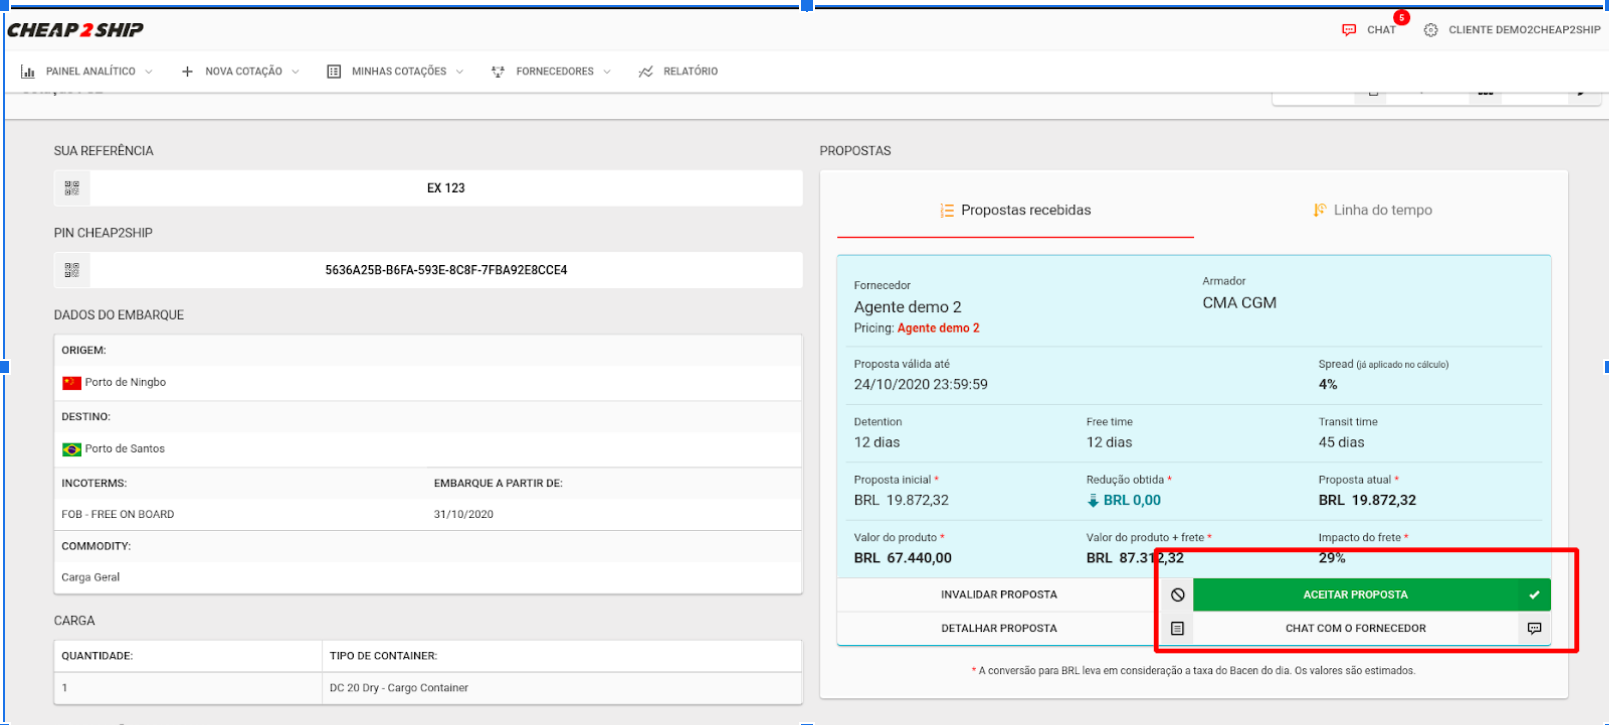 CHEAP2SHIP
CHAT 5
CLIENTE DEMO2CHEAP2SHIP
PAINEL ANALÍTICO
NOVA COTAÇÃO
MINHAS COTAÇÕES
FORNECEDORES
RELATÓRIO
SUA REFERÊNCIA
EX 123
PIN CHEAP2SHIP
5636A25B-B6FA-593E-8C8F-7FBA92E8CCE4
DADOS DO EMBARQUE
ORIGEM:
Porto de Ningbo
DESTINO:
Porto de Santos
INCOTERMS: EMBARQUE A PARTIR DE:
FOB - FREE ON BOARD 31/10/2020
COMMODITY:
Carga Geral
CARGA
QUANTIDADE: TIPO DE CONTAINER:
1 DC 20 Dry - Cargo Container
PROPOSTAS
Propostas recebidas Linha do tempo
Fornecedor Armador
Agente demo 2 CMA CGM
Pricing: Agente demo 2
Proposta válida até Spread (já aplicado no cálculo)
24/10/2020 23:59:59 4%
Detention Free time Transit time
12 dias 12 dias 45 dias
Proposta inicial * Redução obtida * Proposta atual *
BRL 19.872,32 BRL 0,00 BRL 19.872,32
Valor do produto * Valor do produto + frete * Impacto do frete *
BRL 67.440,00 BRL 87.312,32 29%
INVALIDAR PROPOSTA ACEITAR PROPOSTA
DETALHAR PROPOSTA CHAT COM O FORNECEDOR
* A conversão para BRL leva em consideração a taxa do Bacen do dia. Os valores são estimados.